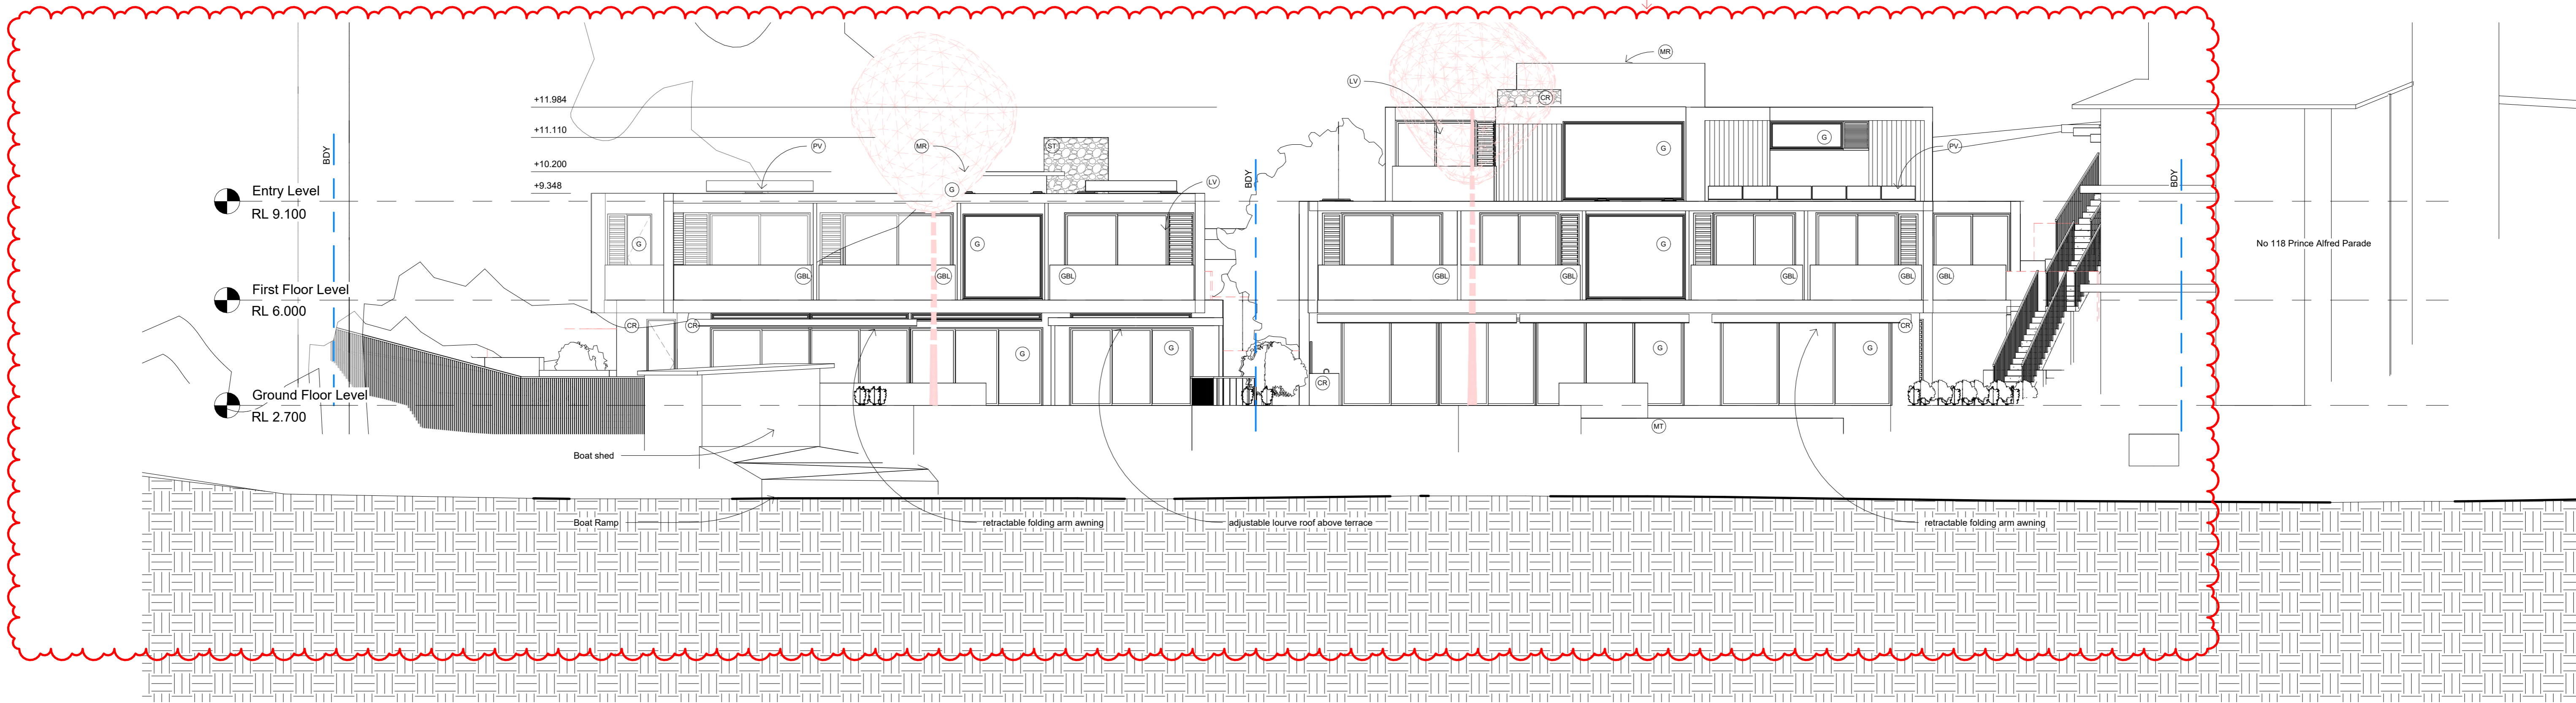 MR
LV
CR
+11.984
+11.110
+10.200
+9.348
PV
MR
ST
G
LV
G
G
PV
BDY
BDY
BDY
Entry Level
RL 9.100
G
G
G
No 118 Prince Alfred Parade
GBL
GBL
GBL
GBL
GBL
GBL
GBL
GBL
First Floor Level
RL 6.000
CR
CR
G
G
G
G
CR
CR
Ground Floor Level
RL 2.700
MT
Boat shed
Boat Ramp
retractable folding arm awning
adjustable lourve roof above terrace
retractable folding arm awning